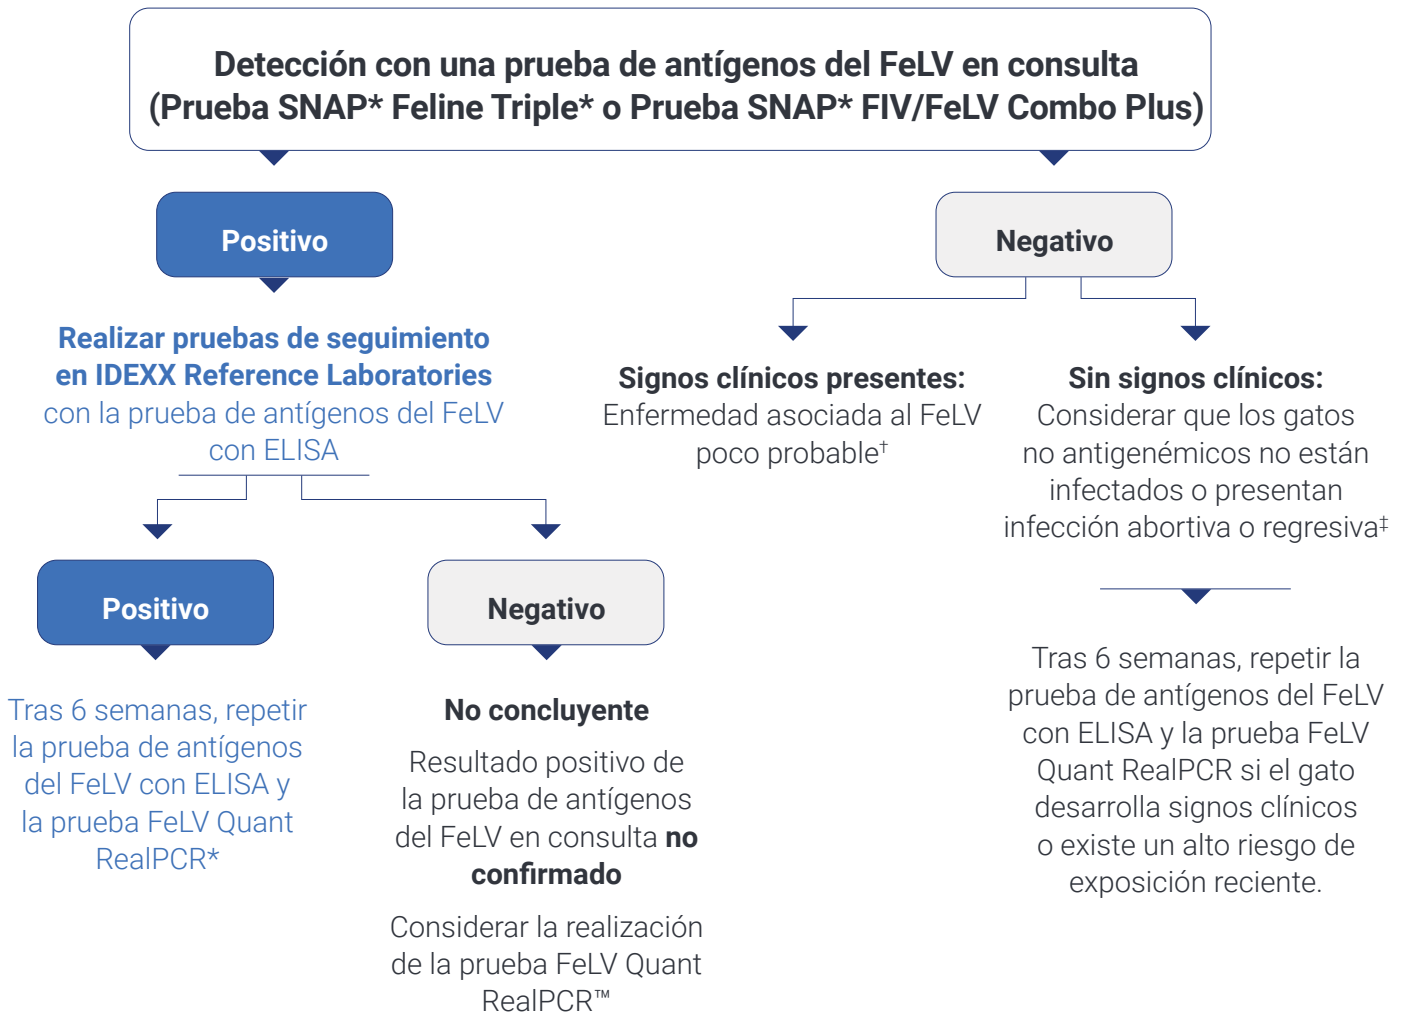 Detección con una prueba de antígenos del FeLV en consulta
(Prueba SNAP* Feline Triple* o Prueba SNAP* FIV/FeLV Combo Plus)
Positivo
Realizar pruebas de seguimiento
en IDEXX Reference Laboratories
con la prueba de antígenos del FeLV
con ELISA
Positivo
Tras 6 semanas, repetir
la prueba de antígenos
del FeLV con ELISA y
la prueba FeLV Quant
RealPCR*
Negativo
No concluyente
Resultado positivo de
la prueba de antígenos
del FeLV en consulta no
confirmado
Considerar la realización
de la prueba FeLV Quant
RealPCR™
Negativo
Signos clínicos presentes:
Enfermedad asociada al FeLV
poco probable†
Sin signos clínicos:
Considerar que los gatos
no antigenémicos no están
infectados o presentan
infección abortiva o regresiva‡
Tras 6 semanas, repetir la
prueba de antígenos del FeLV
con ELISA y la prueba FeLV
Quant RealPCR si el gato
desarrolla signos clínicos
o existe un alto riesgo de
exposición reciente.